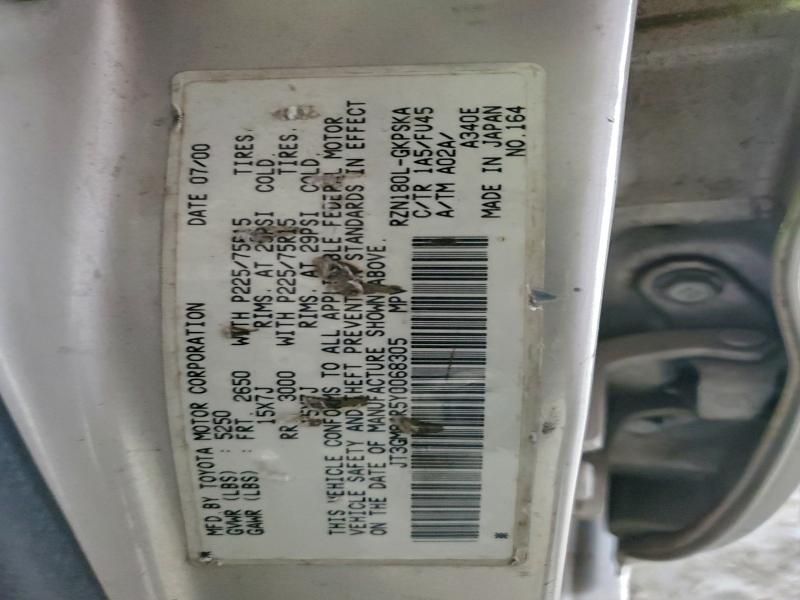 MFD BY TOYOTA MOTOR CORPORATION DATE 07/00
GVWR (LBS) : 5250
GAWR (LBS) : FRT. 2650 WITH P225/75R15 TIRES,
15X7J RIMS, AT 29PSI COLD.
RR 3000 WITH P225/75R15 TIRES,
RIMS, AT 29PSI COLD.
THIS VEHICLE CONFORMS TO ALL APPLICABLE FEDERAL MOTOR
VEHICLE SAFETY AND THEFT PREVENTION STANDARDS IN EFFECT
ON THE DATE OF MANUFACTURE SHOWN ABOVE.
R5Y0068305 RZN180L-GKPSKA
C/TR 1A5/FU45
A/TM A02A/
A340E
MADE IN JAPAN
NO.164